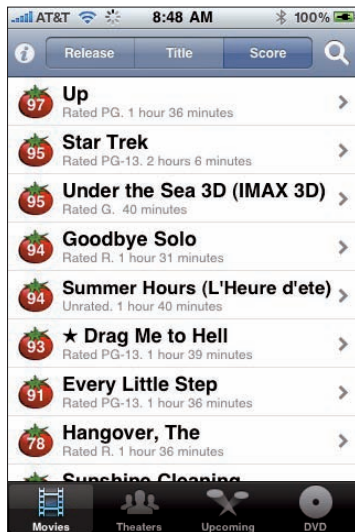 AT&T 8:48 AM 100%
Release Title Score
97 Up
Rated PG. 1 hour 36 minutes
95 Star Trek
Rated PG-13. 2 hours 6 minutes
95 Under the Sea 3D (IMAX 3D)
Rated G. 40 minutes
94 Goodbye Solo
Rated R. 1 hour 31 minutes
94 Summer Hours (L'Heure d'ete)
Unrated. 1 hour 40 minutes
93 ★ Drag Me to Hell
Rated PG-13. 1 hour 39 minutes
91 Every Little Step
Rated PG-13. 1 hour 36 minutes
78 Hangover, The
Rated R. 1 hour 36 minutes
Sunshine Cleaning
Movies Theaters Upcoming DVD